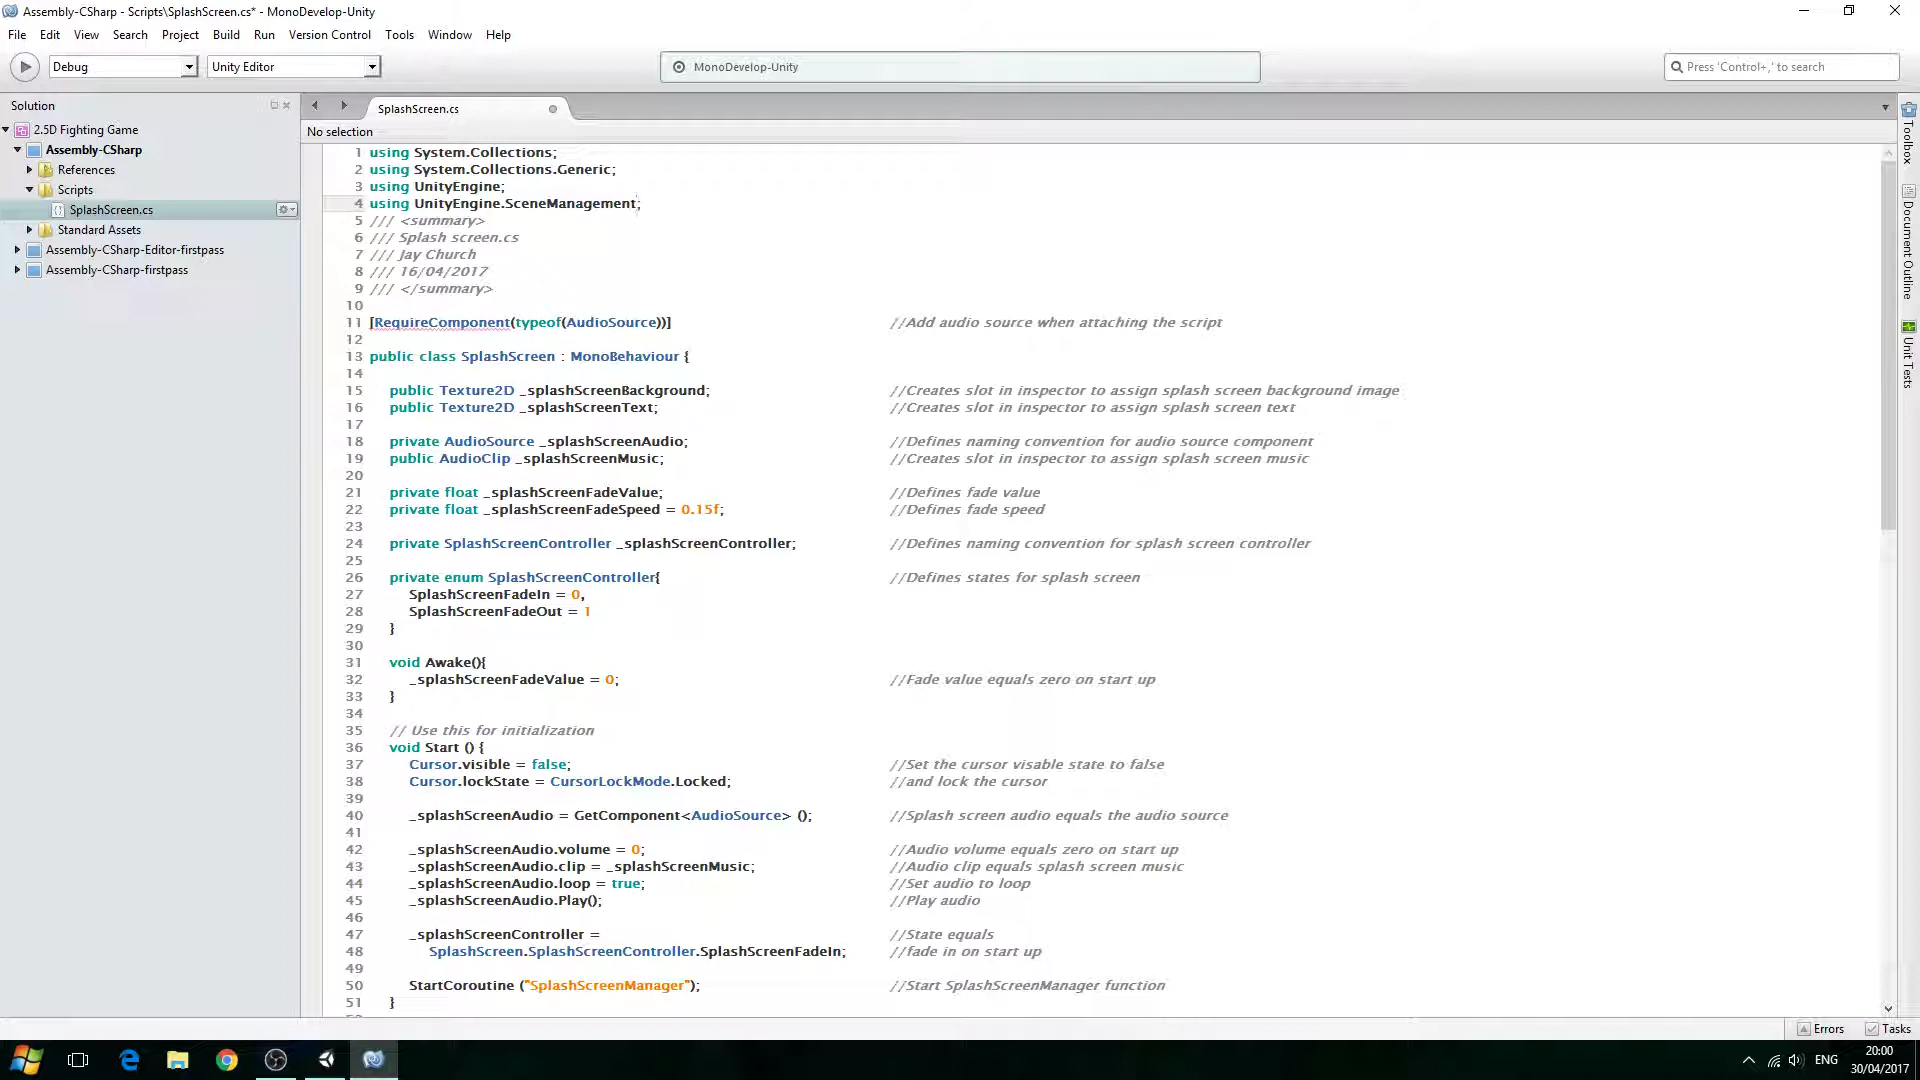 Assembly-CSharp - Scripts\SplashScreen.cs* - MonoDevelop-Unity
File Edit View Search Project Build Run Version Control Tools Window Help
Debug Unity Editor MonoDevelop-Unity Press 'Control+,' to search
Solution
2.5D Fighting Game
Assembly-CSharp
References
Scripts
SplashScreen.cs
Standard Assets
Assembly-CSharp-Editor-firstpass
Assembly-CSharp-firstpass
SplashScreen.cs
No selection
1 using System.Collections;
2 using System.Collections.Generic;
3 using UnityEngine;
4 using UnityEngine.SceneManagement;
5 /// <summary>
6 /// Splash screen.cs
7 /// Jay Church
8 /// 16/04/2017
9 /// </summary>
10
11 [RequireComponent(typeof(AudioSource))] //Add audio source when attaching the script
12
13 public class SplashScreen : MonoBehaviour {
14
15 public Texture2D _splashScreenBackground; //Creates slot in inspector to assign splash screen background image
16 public Texture2D _splashScreenText; //Creates slot in inspector to assign splash screen text
17
18 private AudioSource _splashScreenAudio; //Defines naming convention for audio source component
19 public AudioClip _splashScreenMusic; //Creates slot in inspector to assign splash screen music
20
21 private float _splashScreenFadeValue; //Defines fade value
22 private float _splashScreenFadeSpeed = 0.15f; //Defines fade speed
23
24 private SplashScreenController _splashScreenController; //Defines naming convention for splash screen controller
25
26 private enum SplashScreenController{ //Defines states for splash screen
27 SplashScreenFadeIn = 0,
28 SplashScreenFadeOut = 1
29 }
30
31 void Awake(){
32 _splashScreenFadeValue = 0; //Fade value equals zero on start up
33 }
34
35 // Use this for initialization
36 void Start () {
37 Cursor.visible = false; //Set the cursor visable state to false
38 Cursor.lockState = CursorLockMode.Locked; //and lock the cursor
39
40 _splashScreenAudio = GetComponent<AudioSource> (); //Splash screen audio equals the audio source
41
42 _splashScreenAudio.volume = 0; //Audio volume equals zero on start up
43 _splashScreenAudio.clip = _splashScreenMusic; //Audio clip equals splash screen music
44 _splashScreenAudio.loop = true; //Set audio to loop
45 _splashScreenAudio.Play(); //Play audio
46
47 _splashScreenController = //State equals
48 SplashScreen.SplashScreenController.SplashScreenFadeIn; //fade in on start up
49
50 StartCoroutine ("SplashScreenManager"); //Start SplashScreenManager function
51 }
Toolbox
Document Outline
Unit Tests
Errors Tasks
ENG
20:00
30/04/2017